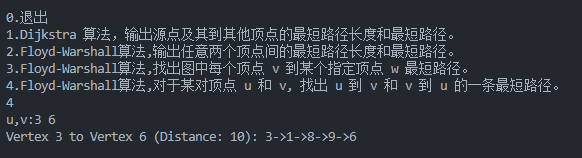 0.退出
1.Dijkstra 算法，输出源点及其到其他顶点的最短路径长度和最短路径。
2.Floyd-Warshall算法,输出任意两个顶点间的最短路径长度和最短路径。
3.Floyd-Warshall算法,找出图中每个顶点 v 到某个指定顶点 w 最短路径。
4.Floyd-Warshall算法,对于某对顶点 u 和 v, 找出 u 到 v 和 v 到 u 的一条最短路径。
4
u,v:3 6
Vertex 3 to Vertex 6 (Distance: 10): 3->1->8->9->6